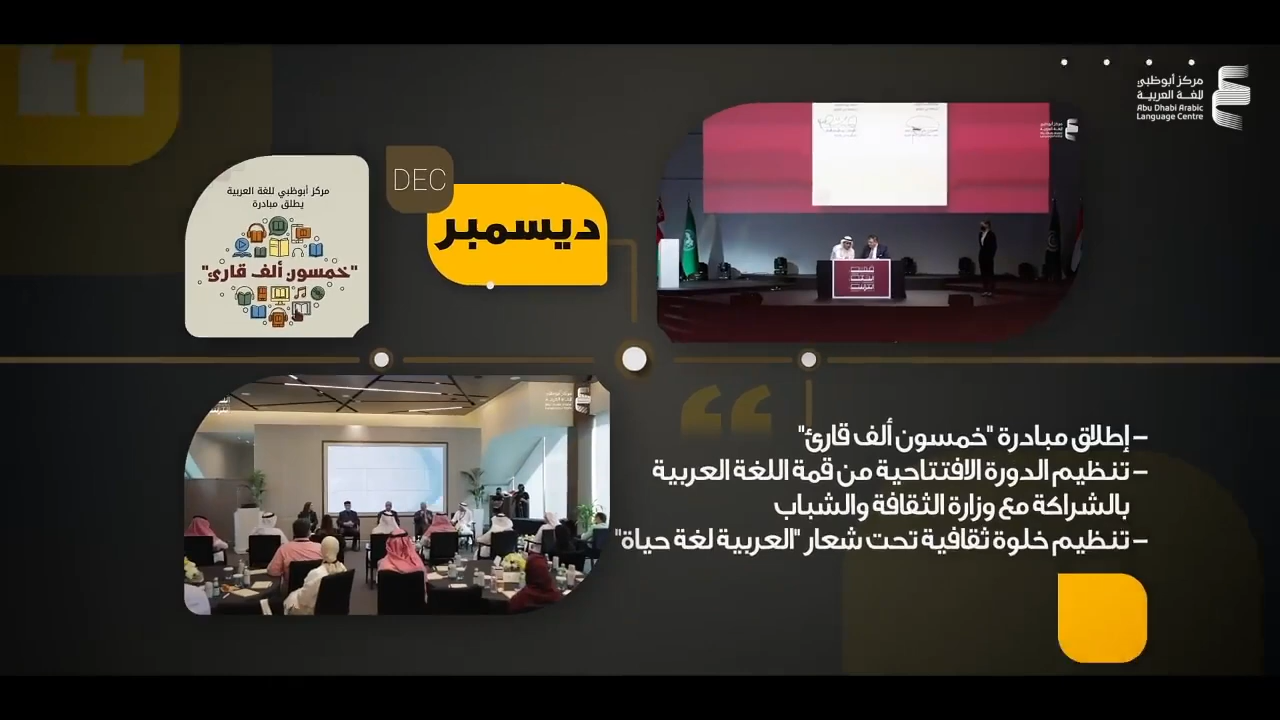 مركز أبوظبي
للغة العربية
Abu Dhabi Arabic
Language Centre
DEC
ديسمبر
مركز أبوظبي للغة العربية
يطلق مبادرة
"خمسون ألف قارئ"
– إطلاق مبادرة "خمسون ألف قارئ"
– تنظيم الدورة الافتتاحية من قمة اللغة العربية
بالشراكة مع وزارة الثقافة والشباب
– تنظيم خلوة ثقافية تحت شعار "العربية لغة حياة"